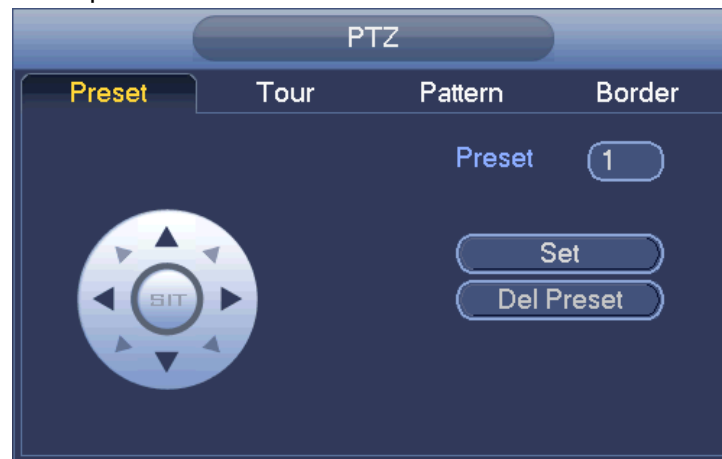 PTZ
Preset Tour Pattern Border
Preset 1
Set
SIT
Del Preset